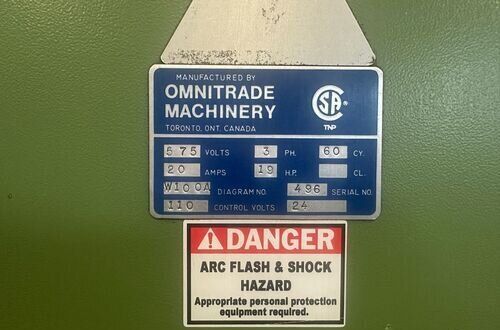 MANUFACTURED BY
OMNITRADE
MACHINERY
TORONTO, ONT. CANADA
SA ®
TNP
575 VOLTS 3 PH. 60 CY.
20 AMPS 19 H.P. CL.
W100A DIAGRAM NO. 496 SERIAL NO.
110 CONTROL VOLTS 24
DANGER
ARC FLASH & SHOCK
HAZARD
Appropriate personal protection
equipment required.